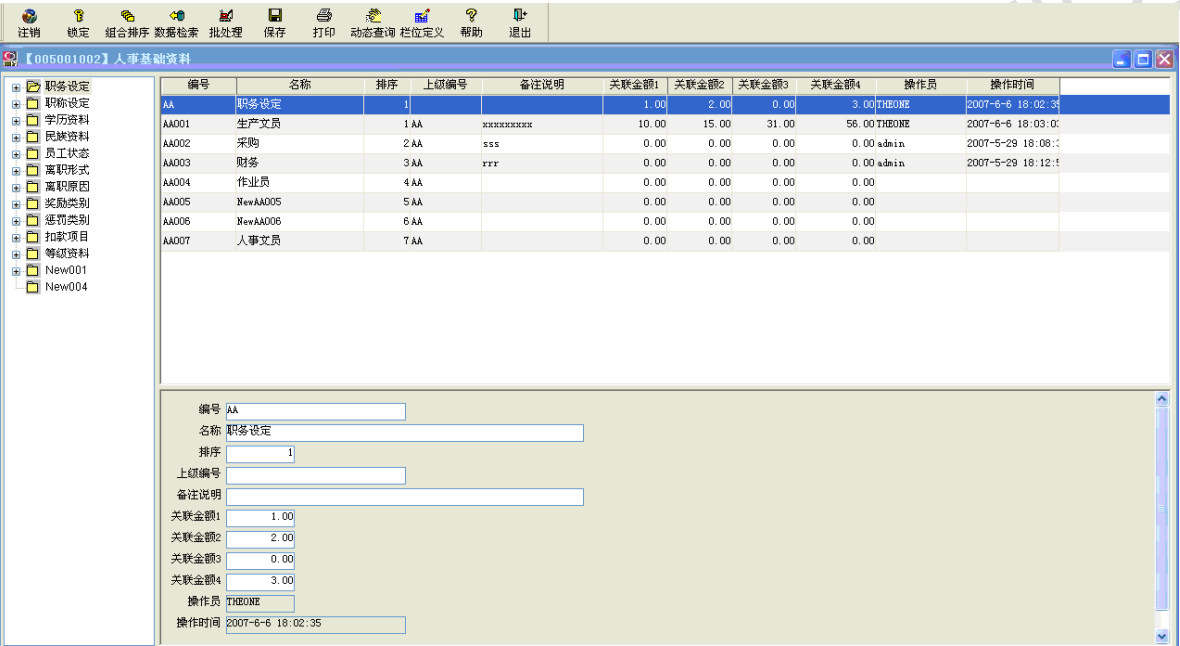 注销 锁定 组合排序 数据检索 批处理 保存 打印 动态查询 栏位定义 帮助 退出
【005001002】人事基础资料
职务设定
职称设定
学历资料
民族资料
员工状态
离职形式
离职原因
奖励类别
惩罚类别
扣款项目
等级资料
New001
New004
编号 名称 排序 上级编号 备注说明 关联金额1 关联金额2 关联金额3 关联金额4 操作员 操作时间
AA 职务设定 1 1.00 2.00 0.00 3.00 THEONE 2007-6-6 18:02:35
AA001 生产文员 1 AA xxxxxxxxx 10.00 15.00 31.00 56.00 THEONE 2007-6-6 18:03:0
AA002 采购 2 AA sss 0.00 0.00 0.00 0.00 admin 2007-5-29 18:08:
AA003 财务 3 AA rrr 0.00 0.00 0.00 0.00 admin 2007-5-29 18:12:
AA004 作业员 4 AA 0.00 0.00 0.00 0.00
AA005 NewAA005 5 AA 0.00 0.00 0.00 0.00
AA006 NewAA006 6 AA 0.00 0.00 0.00 0.00
AA007 人事文员 7 AA 0.00 0.00 0.00 0.00
编号 AA
名称 职务设定
排序 1
上级编号
备注说明
关联金额1 1.00
关联金额2 2.00
关联金额3 0.00
关联金额4 3.00
操作员 THEONE
操作时间 2007-6-6 18:02:35